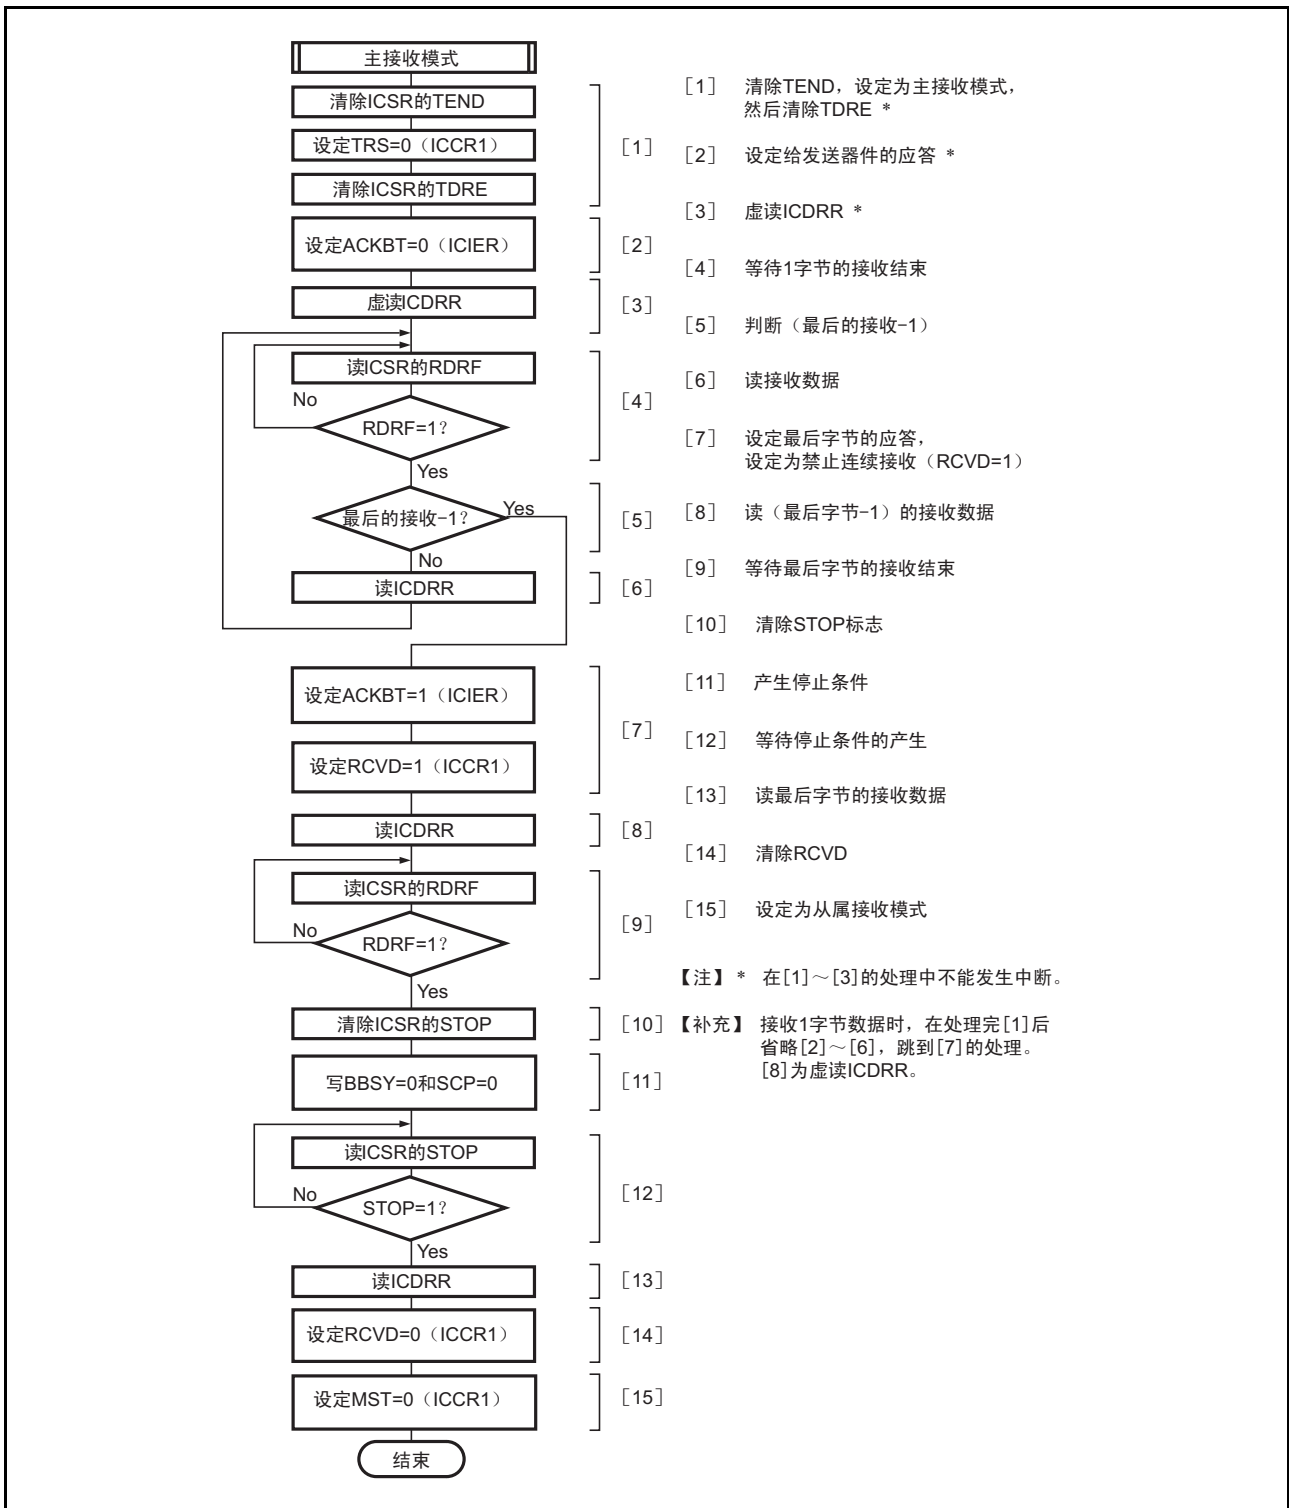 主接收模式
清除ICSR的TEND
设定TRS=0（ICCR1）
清除ICSR的TDRE
[1]
设定ACKBT=0（ICIER）
[2]
虚读ICDRR
[3]
读ICSR的RDRF
No
RDRF=1?
[4]
Yes
最后的接收-1?
Yes
[5]
No
读ICDRR
[6]
设定ACKBT=1（ICIER）
设定RCVD=1（ICCR1）
[7]
读ICDRR
[8]
读ICSR的RDRF
No
RDRF=1?
[9]
Yes
清除ICSR的STOP
[10]
写BBSY=0和SCP=0
[11]
读ICSR的STOP
No
STOP=1?
[12]
Yes
读ICDRR
[13]
设定RCVD=0（ICCR1）
[14]
设定MST=0（ICCR1）
[15]
结束
[1] 清除TEND，设定为主接收模式，
然后清除TDRE *
[2] 设定给发送器件的应答 *
[3] 虚读ICDRR *
[4] 等待1字节的接收结束
[5] 判断（最后的接收-1）
[6] 读接收数据
[7] 设定最后字节的应答，
设定为禁止连续接收（RCVD=1）
[8] 读（最后字节-1）的接收数据
[9] 等待最后字节的接收结束
[10] 清除STOP标志
[11] 产生停止条件
[12] 等待停止条件的产生
[13] 读最后字节的接收数据
[14] 清除RCVD
[15] 设定为从属接收模式
【注】* 在[1]～[3]的处理中不能发生中断。
【补充】 接收1字节数据时，在处理完[1]后
省略[2]～[6]，跳到[7]的处理。
[8]为虚读ICDRR。